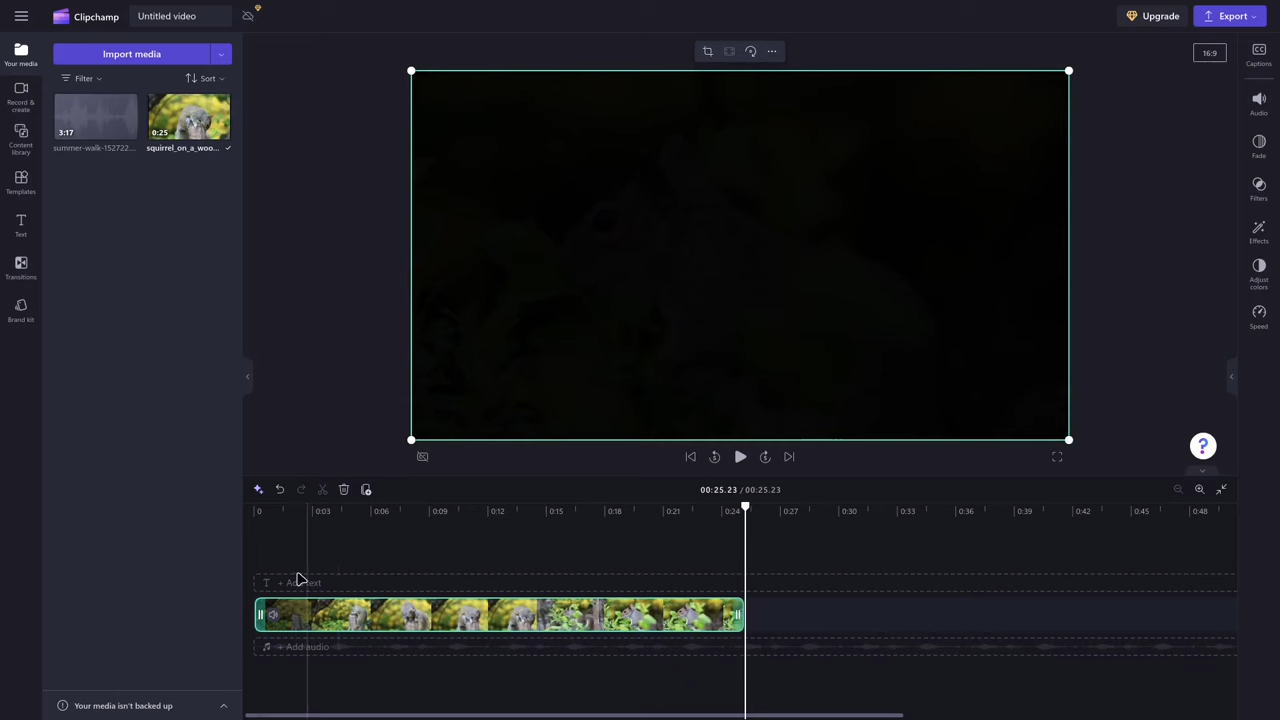 Clipchamp
Untitled video
Upgrade
Export
Your media
Import media
16:9
Captions
Filter
Sort
Record & create
3:17
0:25
summer-walk-152722...
squirrel_on_a_woo...
Audio
Content library
Fade
Templates
Filters
Text
Effects
Transitions
Adjust colors
Brand kit
Speed
5
5
?
00:25.23 / 00:25.23
0
0:03
0:06
0:09
0:12
0:15
0:18
0:21
0:24
0:27
0:30
0:33
0:36
0:39
0:42
0:45
0:48
T + Add text
+ Add audio
Your media isn't backed up